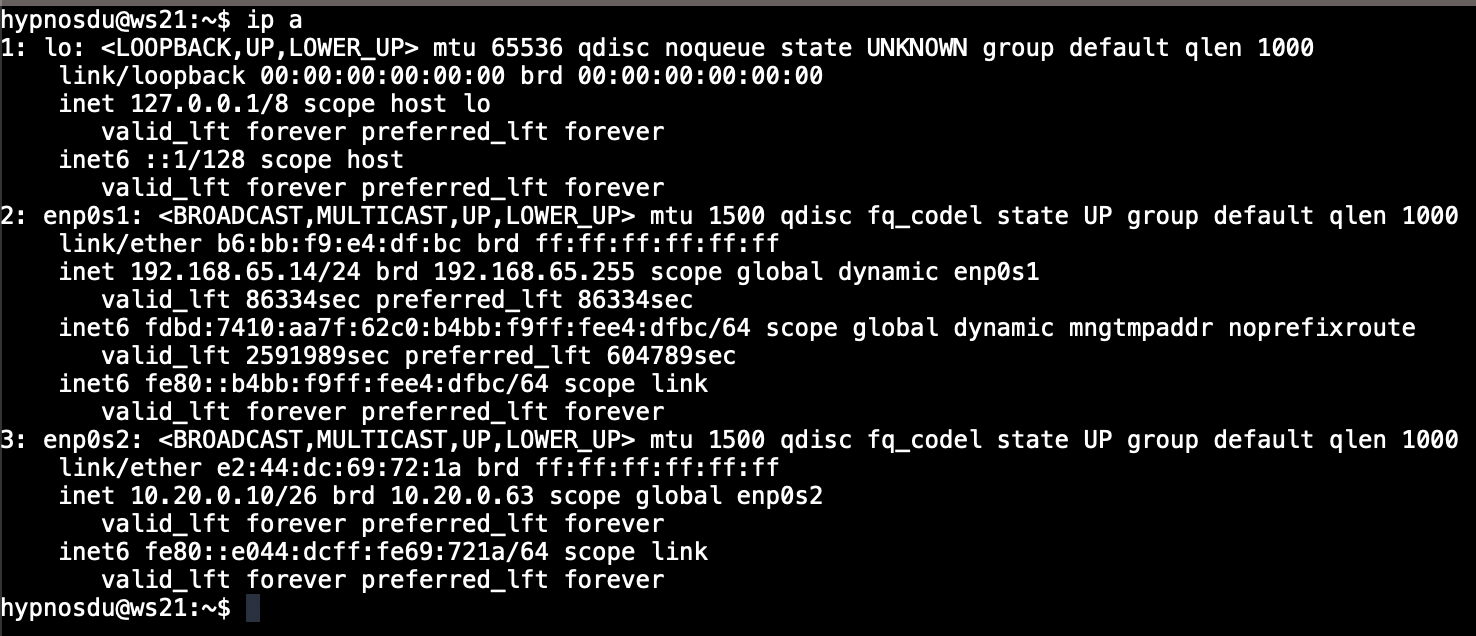 hypnosdu@ws21:~$ ip a
1: lo: <LOOPBACK,UP,LOWER_UP> mtu 65536 qdisc noqueue state UNKNOWN group default qlen 1000
    link/loopback 00:00:00:00:00:00 brd 00:00:00:00:00:00
    inet 127.0.0.1/8 scope host lo
       valid_lft forever preferred_lft forever
    inet6 ::1/128 scope host
       valid_lft forever preferred_lft forever
2: enp0s1: <BROADCAST,MULTICAST,UP,LOWER_UP> mtu 1500 qdisc fq_codel state UP group default qlen 1000
    link/ether b6:bb:f9:e4:df:bc brd ff:ff:ff:ff:ff:ff
    inet 192.168.65.14/24 brd 192.168.65.255 scope global dynamic enp0s1
       valid_lft 86334sec preferred_lft 86334sec
    inet6 fdbd:7410:aa7f:62c0:b4bb:f9ff:fee4:dfbc/64 scope global dynamic mngtmpaddr noprefixroute
       valid_lft 2591989sec preferred_lft 604789sec
    inet6 fe80::b4bb:f9ff:fee4:dfbc/64 scope link
       valid_lft forever preferred_lft forever
3: enp0s2: <BROADCAST,MULTICAST,UP,LOWER_UP> mtu 1500 qdisc fq_codel state UP group default qlen 1000
    link/ether e2:44:dc:69:72:1a brd ff:ff:ff:ff:ff:ff
    inet 10.20.0.10/26 brd 10.20.0.63 scope global enp0s2
       valid_lft forever preferred_lft forever
    inet6 fe80::e044:dcff:fe69:721a/64 scope link
       valid_lft forever preferred_lft forever
hypnosdu@ws21:~$